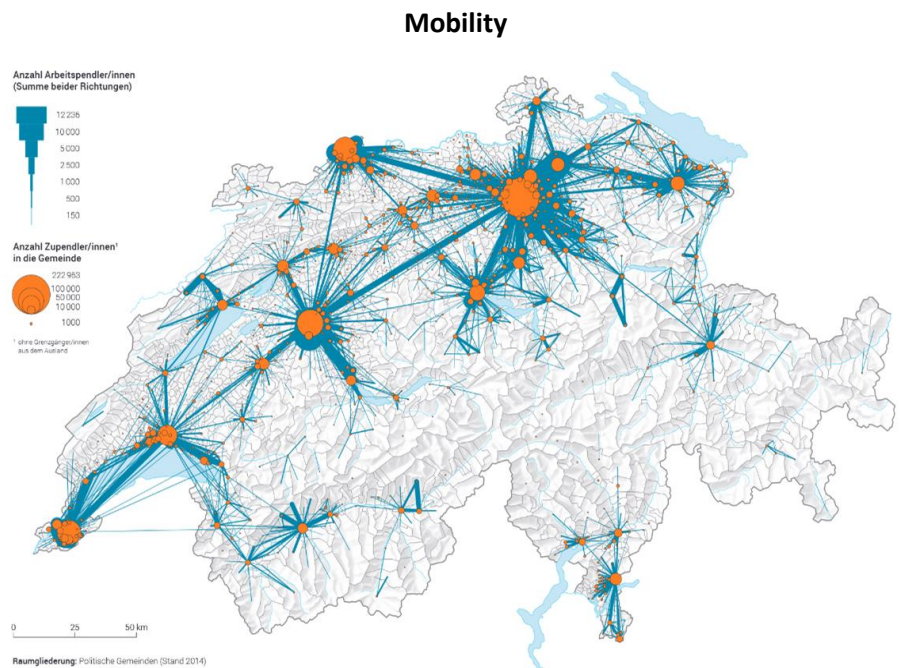 Mobility
Anzahl Arbeitspendler/innen
(Summe beider Richtungen)
12 236
10 000
5 000
2 500
1 000
500
150
Anzahl Zupendler/innen¹
in die Gemeinde
222 963
100 000
50 000
10 000
1000
¹ ohne Grenzgänger/innen
aus dem Ausland
0 25 50 km
Raumgliederung: Politische Gemeinden (Stand 2014)